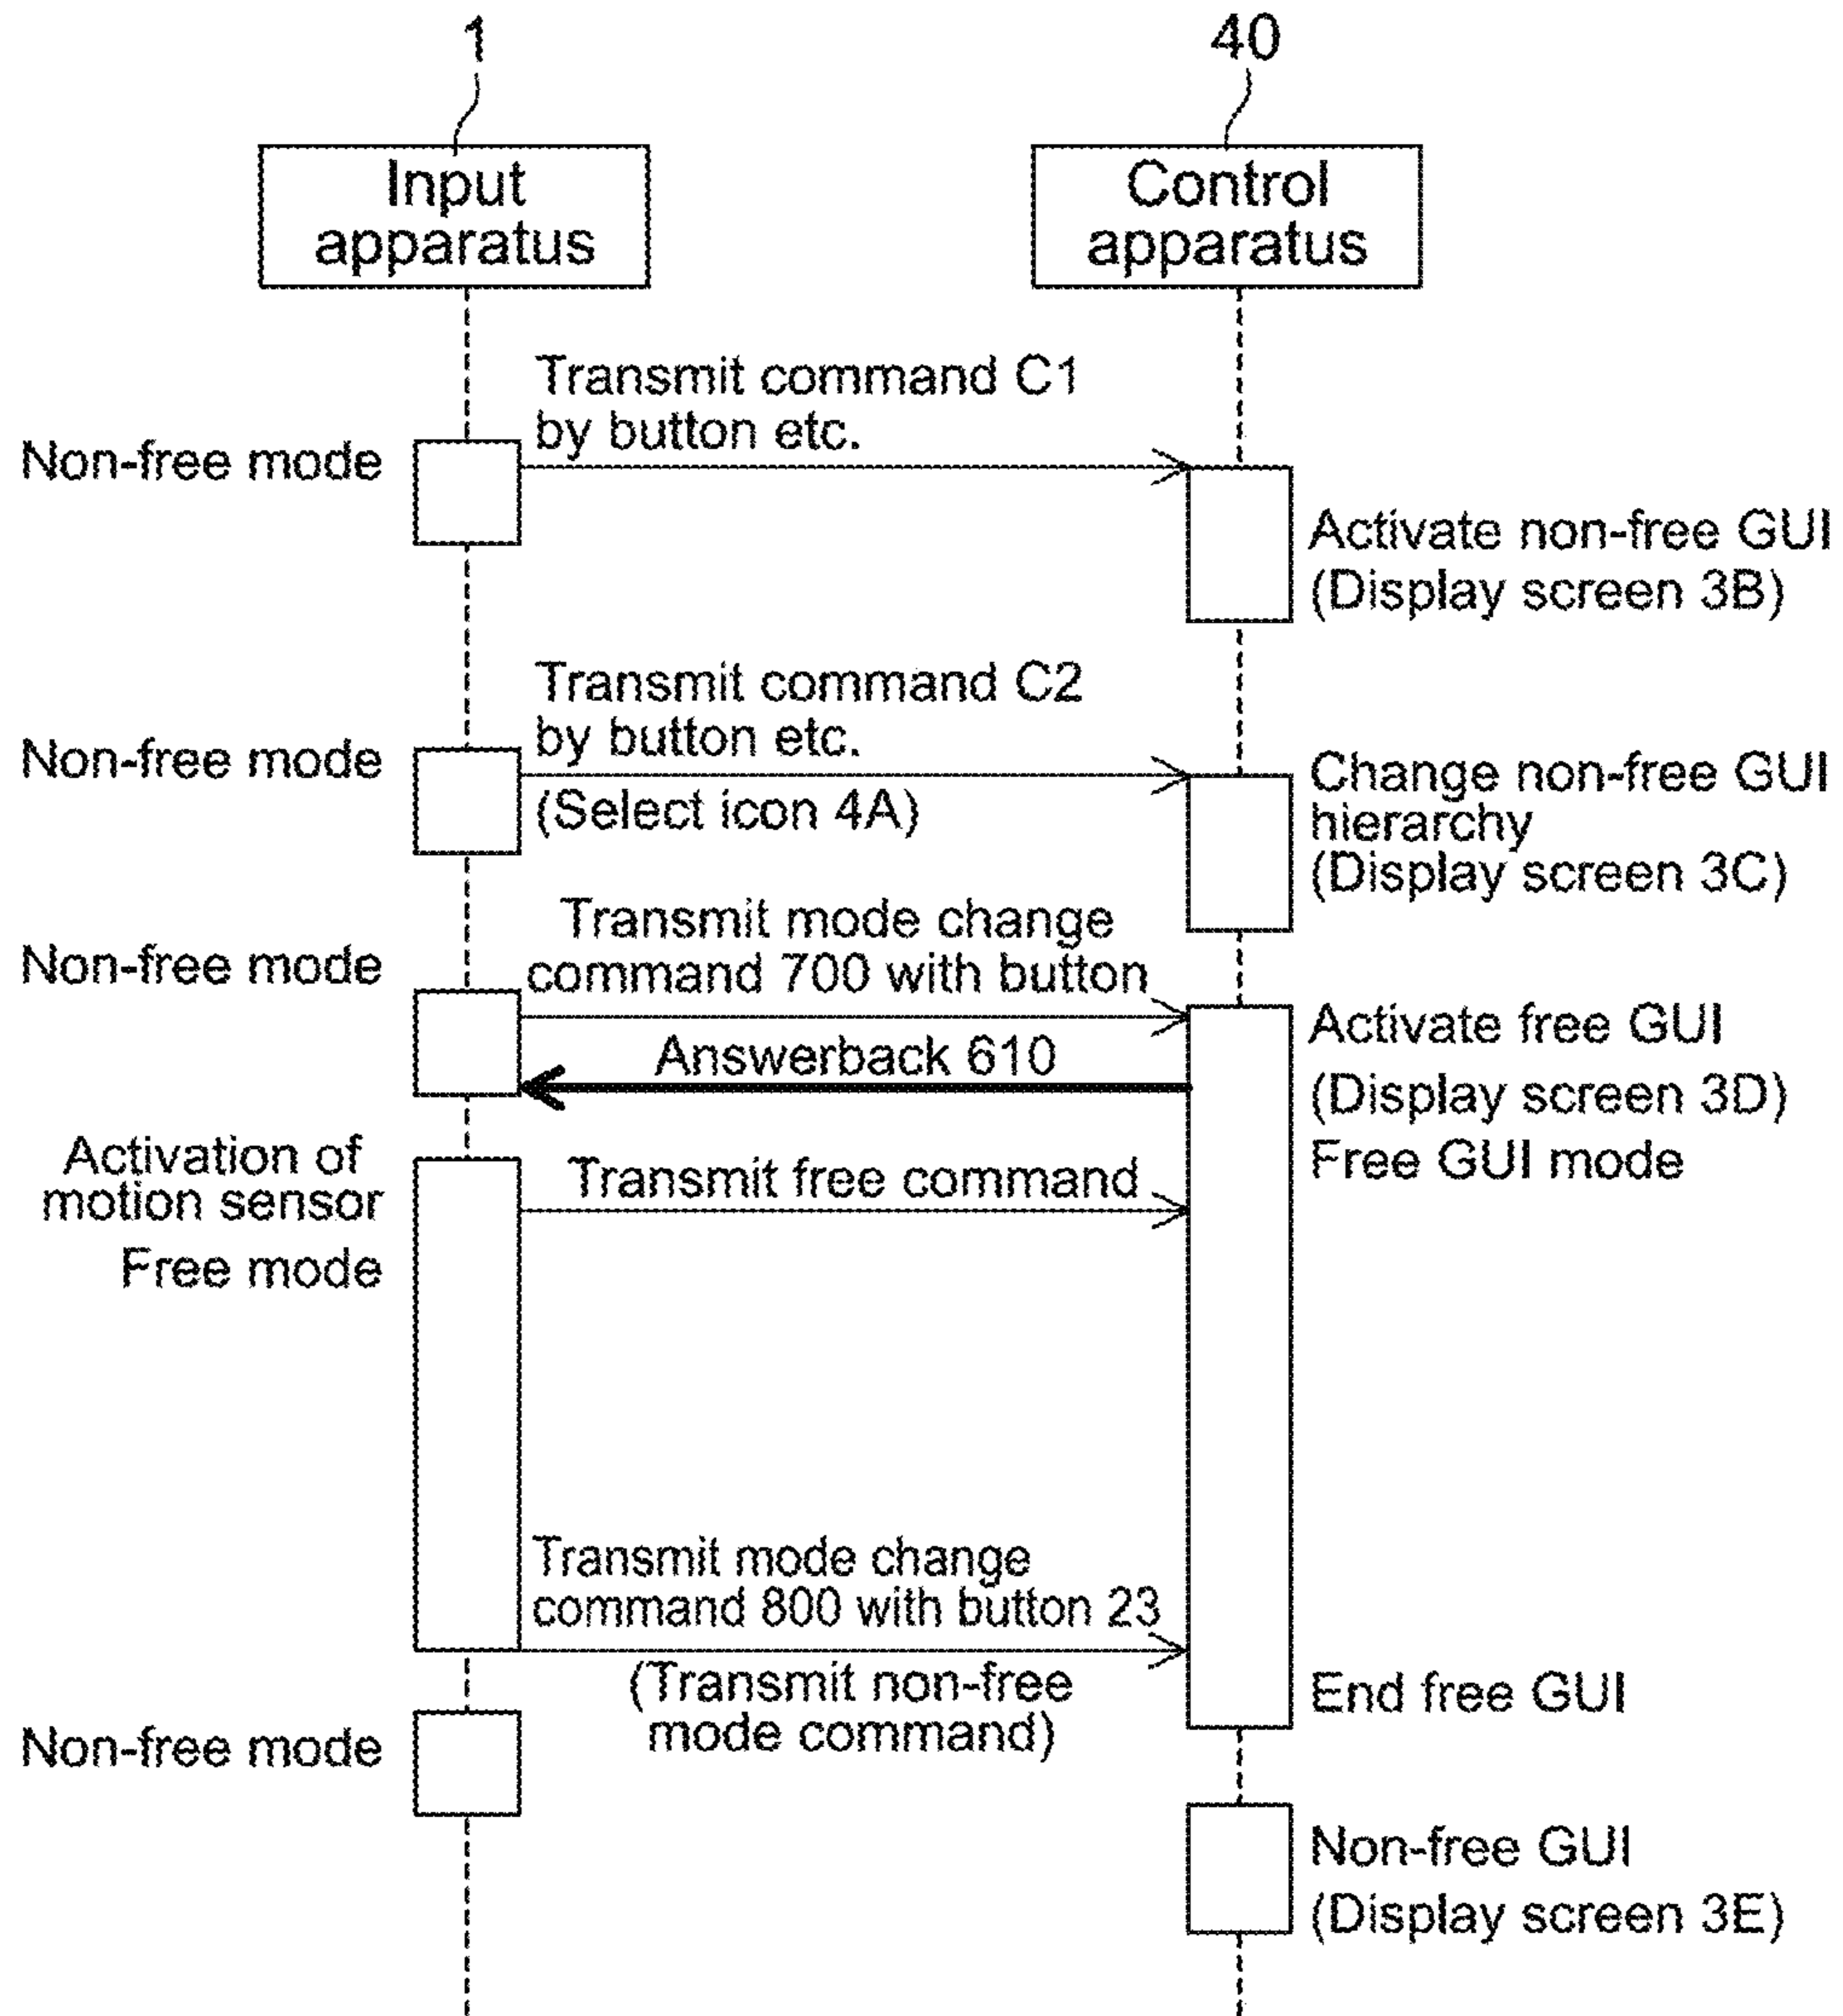 1
40
Input
apparatus
Control
apparatus
Transmit command C1
by button etc.
Non-free mode
Activate non-free GUI
(Display screen 3B)
Transmit command C2
by button etc.
Non-free mode
(Select icon 4A)
Change non-free GUI
hierarchy
(Display screen 3C)
Transmit mode change
command 700 with button
Non-free mode
Activate free GUI
(Display screen 3D)
Free GUI mode
Answerback 610
Activation of
motion sensor
Free mode
Transmit free command
Transmit mode change
command 800 with button 23
(Transmit non-free
mode command)
End free GUI
Non-free mode
Non-free GUI
(Display screen 3E)